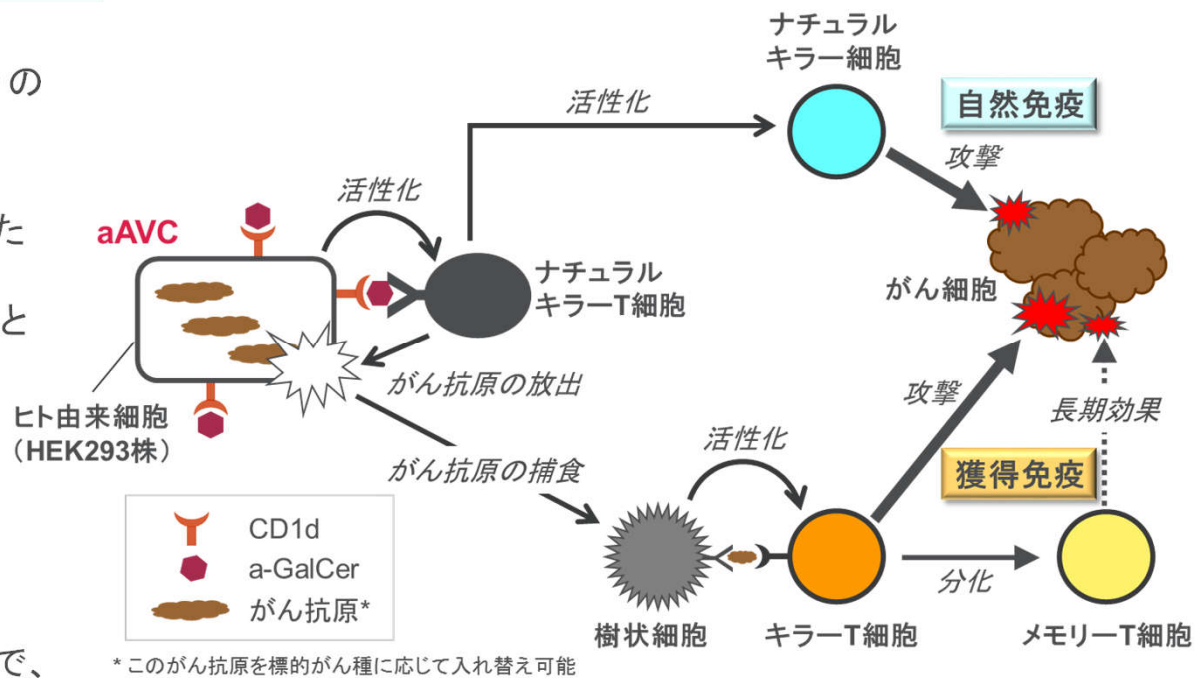 の
た
と
で、
ナチュラル
キラー細胞
活性化
自然免疫
攻撃
活性化
aAVC
ナチュラル
キラーT細胞
がん細胞
がん抗原の放出
攻撃
長期効果
ヒト由来細胞
（HEK293株）
活性化
がん抗原の捕食
獲得免疫
CD1d
a-GalCer
がん抗原*
分化
樹状細胞
キラーT細胞
メモリーT細胞
* このがん抗原を標的がん種に応じて入れ替え可能